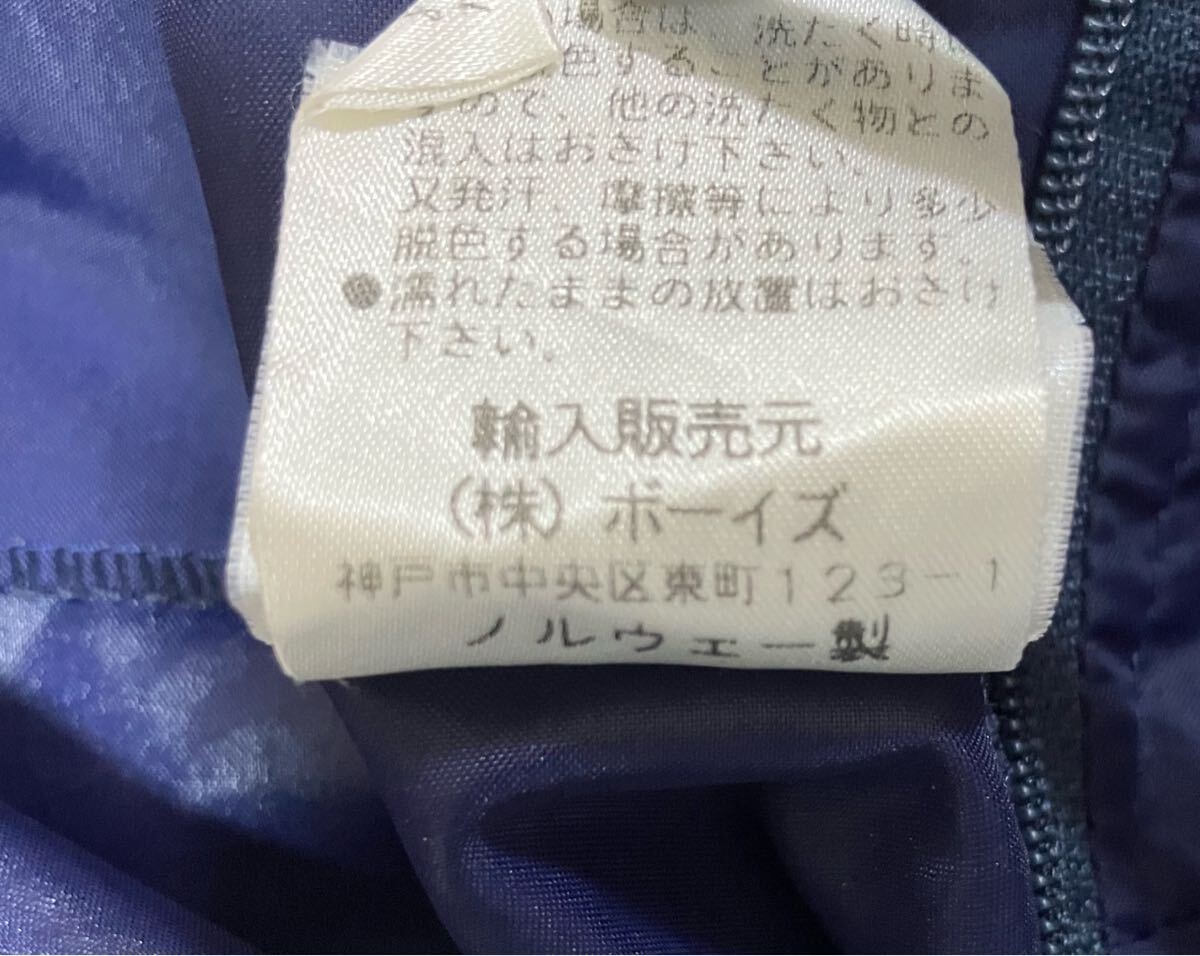 場合は 洗たく時
色することがありま
ので、他の洗たく物との
混入はおさけ下さい。
又発汗、摩擦等により多少
脱色する場合があります。
●濡れたままの放置はおさけ
下さい。
輸入販売元
(株)ボーイズ
神戸市中央区東町123-1
ノルウェー製